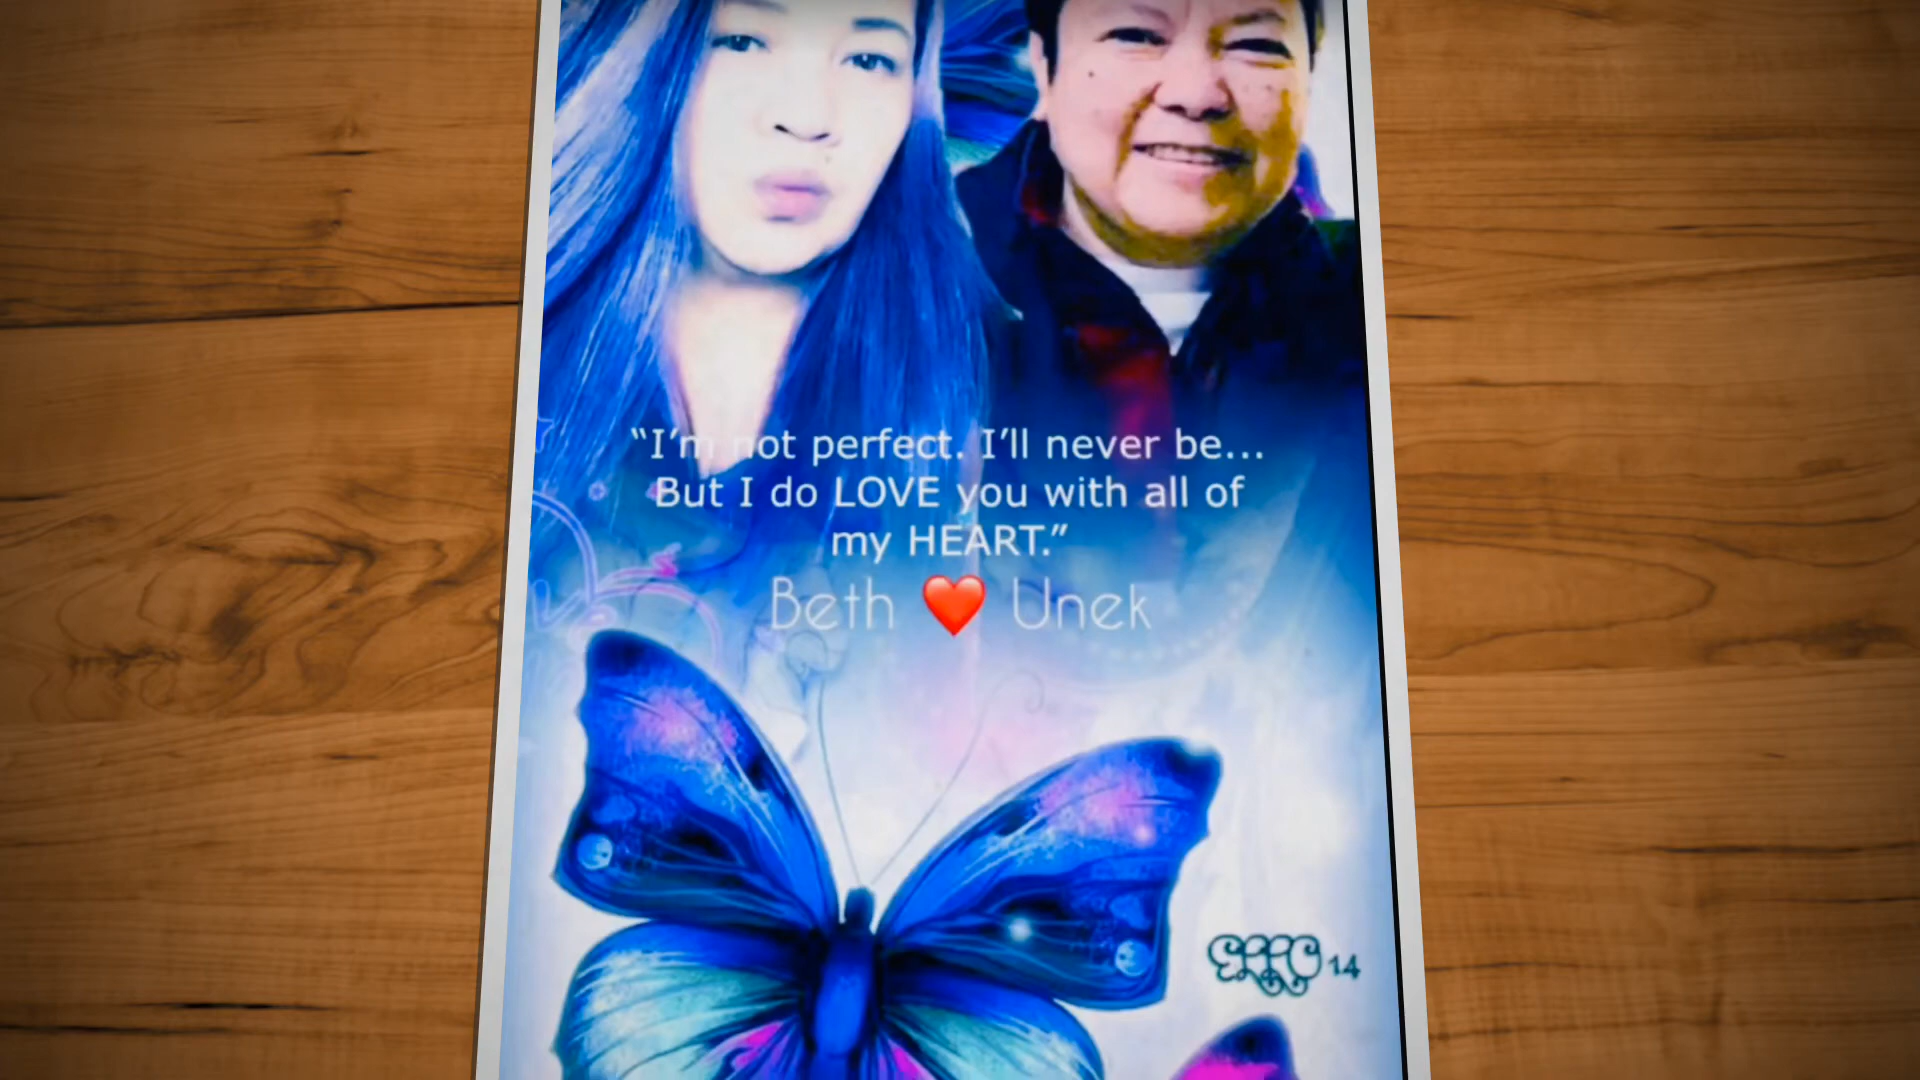 “I’m not perfect. I’ll never be...
But I do LOVE you with all of
my HEART.”
Beth ❤️ Unek
14